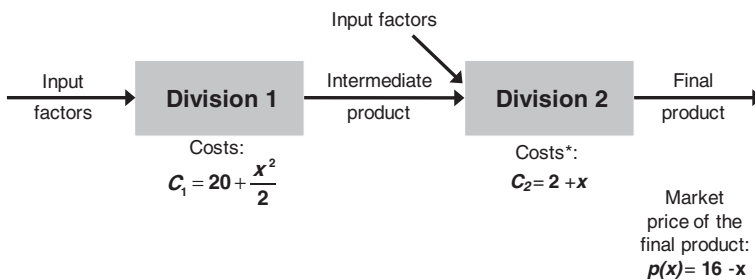 Input factors
Input
factors
Division 1
Intermediate
product
Division 2
Final
product
Costs:
C₁ = 20 + x²/2
Costs*:
C₂= 2 +x
Market
price of the
final product:
p(x)= 16 -x